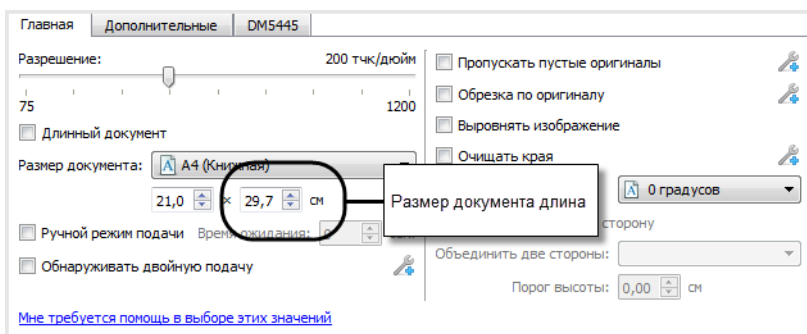 Главная Дополнительные DM5445
Разрешение: 200 тчк/дюйм
75 1200
Длинный документ
Размер документа: A4 (Книжная)
21,0 × 29,7 см
Ручной режим подачи Время ожидания:
Обнаруживать двойную подачу
Мне требуется помощь в выборе этих значений
Пропускать пустые оригиналы
Обрезка по оригиналу
Выровнять изображение
Очищать края
Размер документа длина
0 градусов
сторону
Объединить две стороны:
Порог высоты: 0,00 см